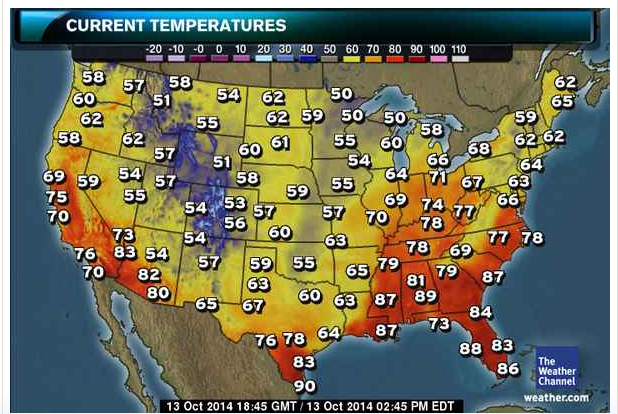 CURRENT TEMPERATURES
-20 -10 -0 0 10 20 30 40 50 60 70 80 90 100 110
58 57 58 54 62 50 62
60 51 65
62 55 62 59 50 50 59
58 62 60 61 55 60 58 62 62
57 51 54 66 68 64
69 59 54 57 58 59 55 64 71 67 63
75 55 54 53 57 57 70 69 74 77 66
70 56
73 54 60 63 78 77 78
76 83 54 57 59 55 65 79 78 69
70 82 63 81 79 87
80 65 67 60 63 87 89
84
76 78 64 87 73
83 88 83
90 86
The
Weather
Channel
weather.com
13 Oct 2014 18:45 GMT / 13 Oct 2014 02:45 PM EDT